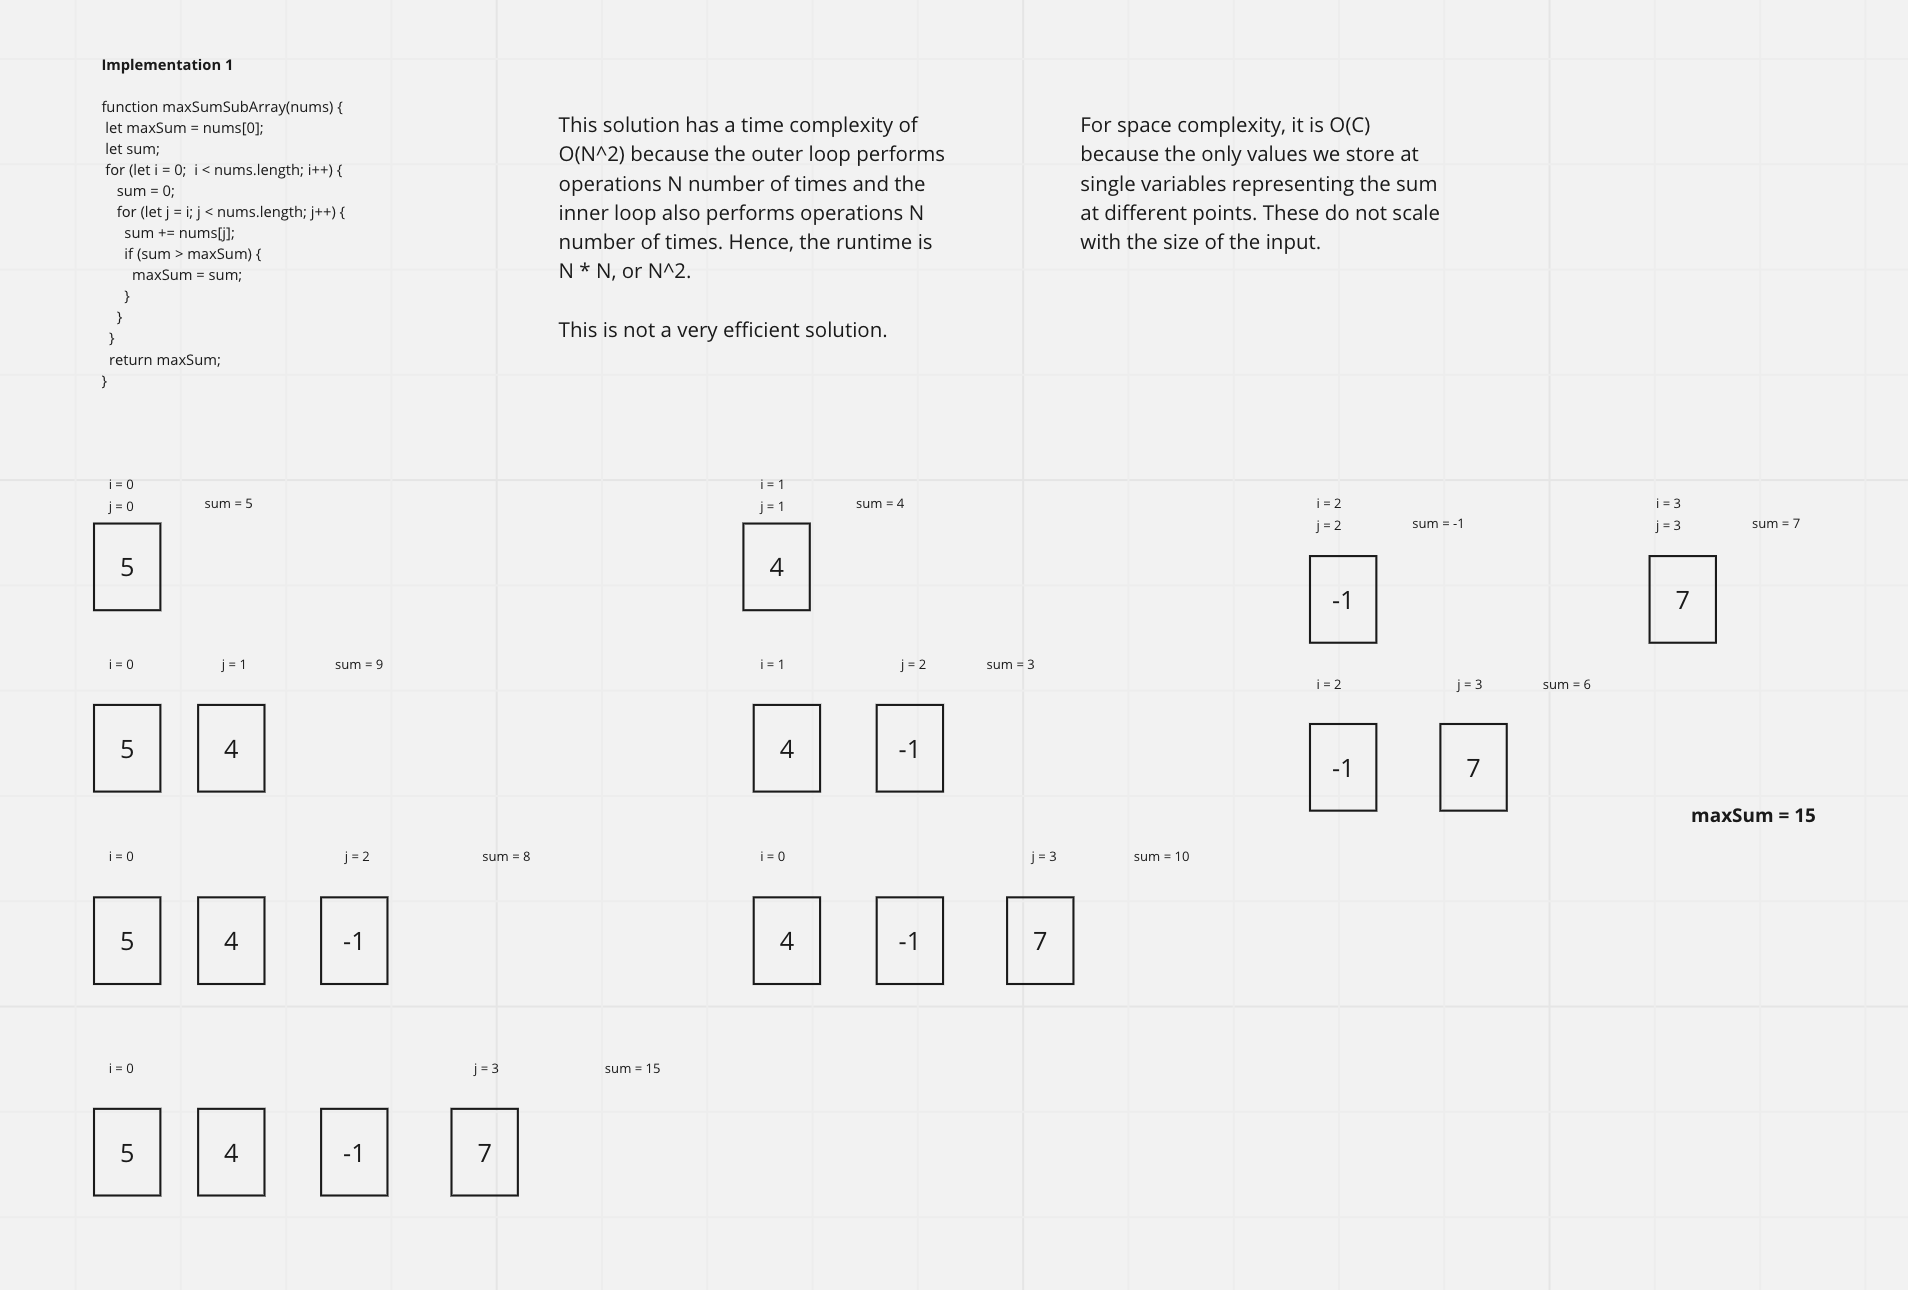 Implementation 1
function maxSumSubArray(nums) {
let maxSum = nums[0];
let sum;
for (let i = 0;  i < nums.length; i++) {
sum = 0;
for (let j = i; j < nums.length; j++) {
sum += nums[j];
if (sum > maxSum) {
maxSum = sum;
}
}
}
return maxSum;
}
This solution has a time complexity of
O(N^2) because the outer loop performs
operations N number of times and the
inner loop also performs operations N
number of times. Hence, the runtime is
N * N, or N^2.
This is not a very efficient solution.
For space complexity, it is O(C)
because the only values we store at
single variables representing the sum
at different points. These do not scale
with the size of the input.
i = 0
j = 0
sum = 5
5
i = 0
j = 1
sum = 9
5
4
i = 0
j = 2
sum = 8
5
4
-1
i = 0
j = 3
sum = 15
5
4
-1
7
i = 1
j = 1
sum = 4
4
i = 1
j = 2
sum = 3
4
-1
i = 0
j = 3
sum = 10
4
-1
7
i = 2
j = 2
sum = -1
-1
i = 2
j = 3
sum = 6
-1
7
i = 3
j = 3
sum = 7
7
maxSum = 15